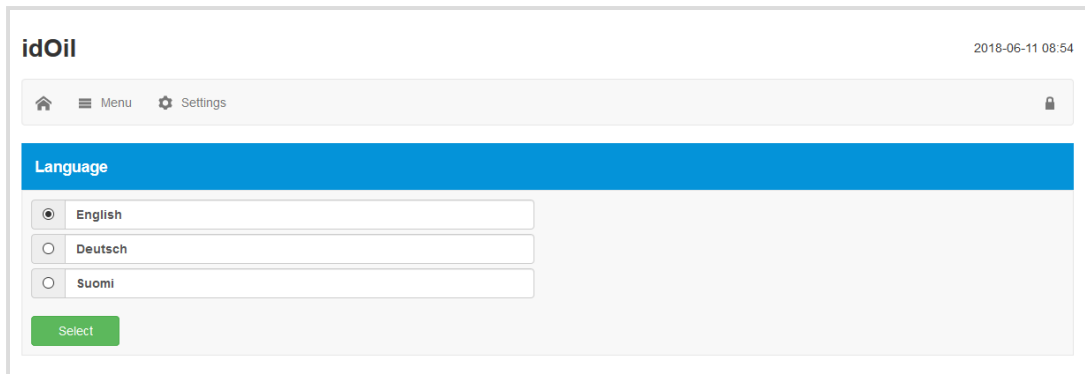 idOil
2018-06-11 08:54
Menu Settings
Language
English
Deutsch
Suomi
Select